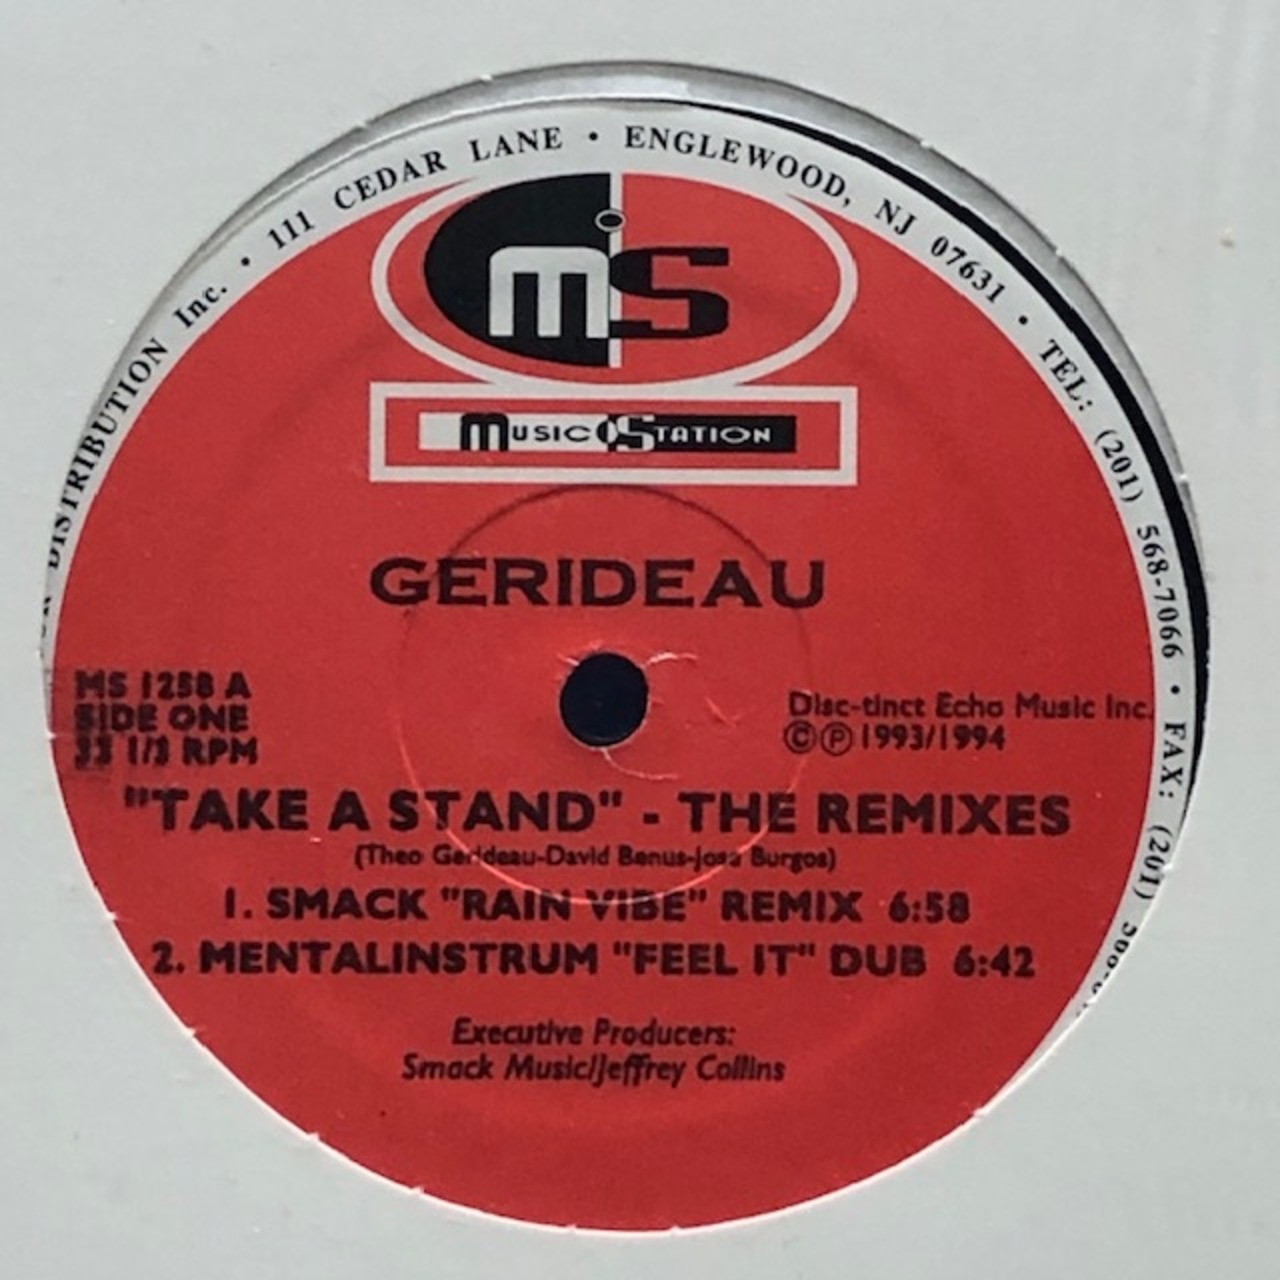 DISTRIBUTION Inc. • 111 CEDAR LANE • ENGLEWOOD, NJ 07631 • TEL: (201) 568-7066 • FAX: (201)
MS
MUSIC STATION
GERIDEAU
MS 1258 A
SIDE ONE
33 1/3 RPM
Disc-tinct Echo Music Inc.
©℗ 1993/1994
"TAKE A STAND" - THE REMIXES
(Theo Gerideau-David Benus-Jose Burgos)
1. SMACK "RAIN VIBE" REMIX 6:58
2. MENTALINSTRUM "FEEL IT" DUB 6:42
Executive Producers:
Smack Music/Jeffrey Collins